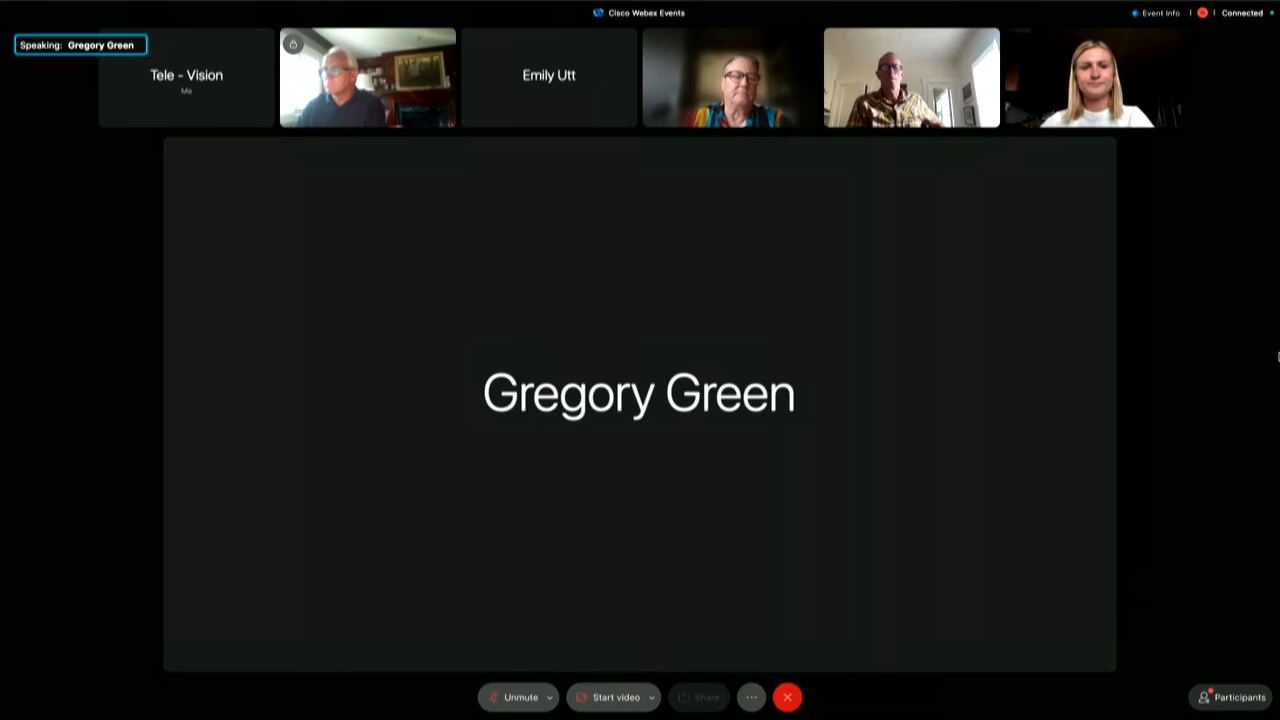 Cisco Webex Events
Event Info
Connected
Speaking: Gregory Green
Tele - Vision
Me
Emily Utt
Gregory Green
Unmute
Start video
Share
Participants